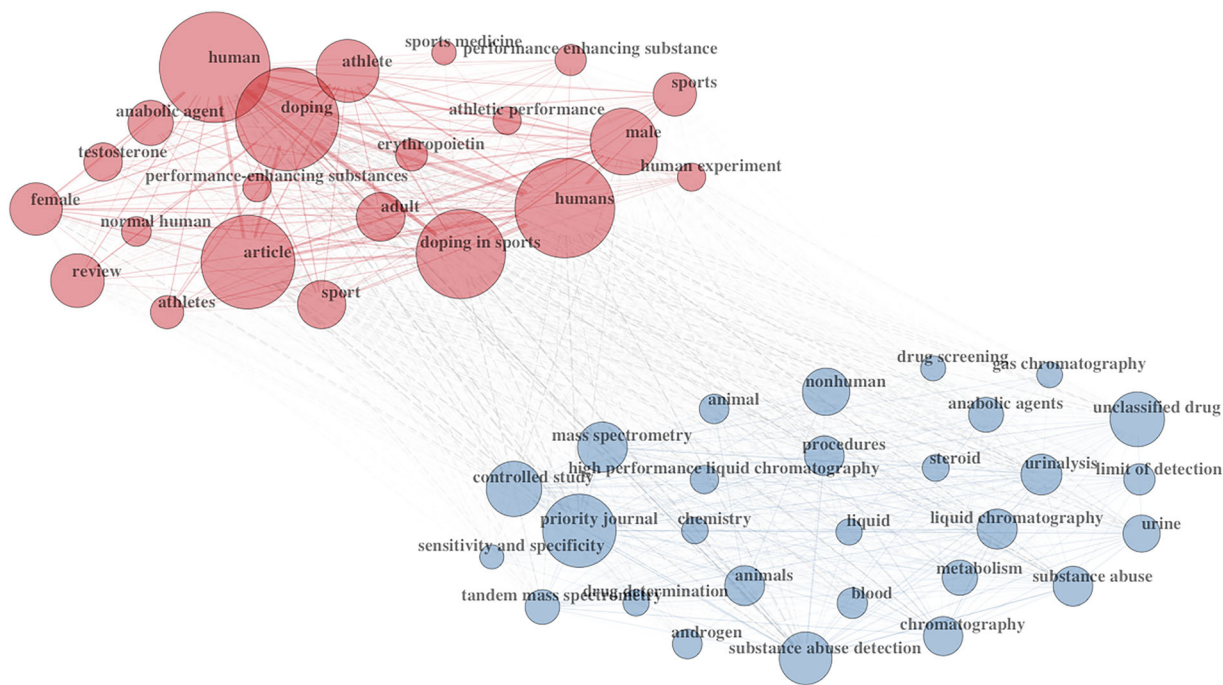 sports medicine
performance enhancing substance
human
athlete
sports
doping
anabolic agent
athletic performance
male
erythropoietin
testosterone
human experiment
performance-enhancing substances
female
humans
adult
normal human
doping in sports
article
review
sport
athletes
drug screening
gas chromatography
nonhuman
animal
anabolic agents
unclassified drug
mass spectrometry
procedures
steroid
urinalysis
limit of detection
high performance liquid chromatography
controlled study
priority journal
chemistry
liquid
liquid chromatography
urine
sensitivity and specificity
metabolism
animals
substance abuse
tandem mass spectrometry
drug determination
blood
chromatography
androgen
substance abuse detection